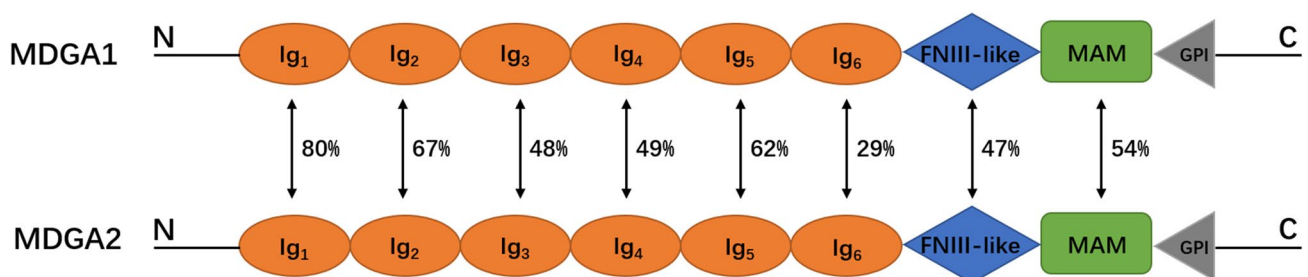 N C
MDGA1 Ig1 Ig2 Ig3 Ig4 Ig5 Ig6 FNIII-like MAM GPI
80% 67% 48% 49% 62% 29% 47% 54%
N C
MDGA2 Ig1 Ig2 Ig3 Ig4 Ig5 Ig6 FNIII-like MAM GPI